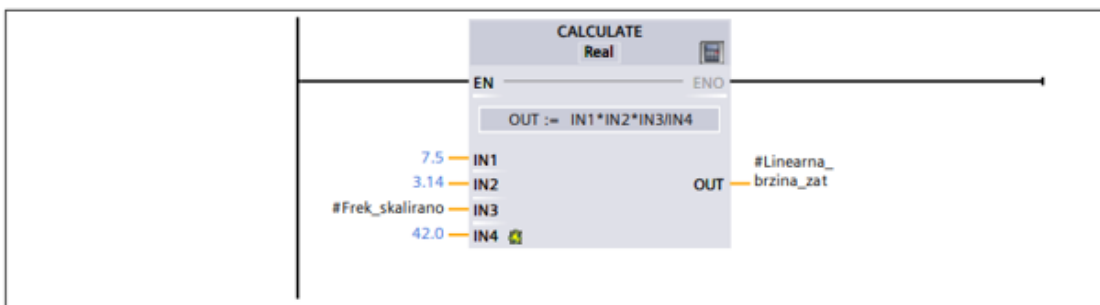 CALCULATE
Real
EN
ENO
OUT := IN1*IN2*IN3/IN4
7.5
IN1
3.14
IN2
#Frek_skalirano
IN3
42.0
IN4
OUT
#Linearna_
brzina_zat